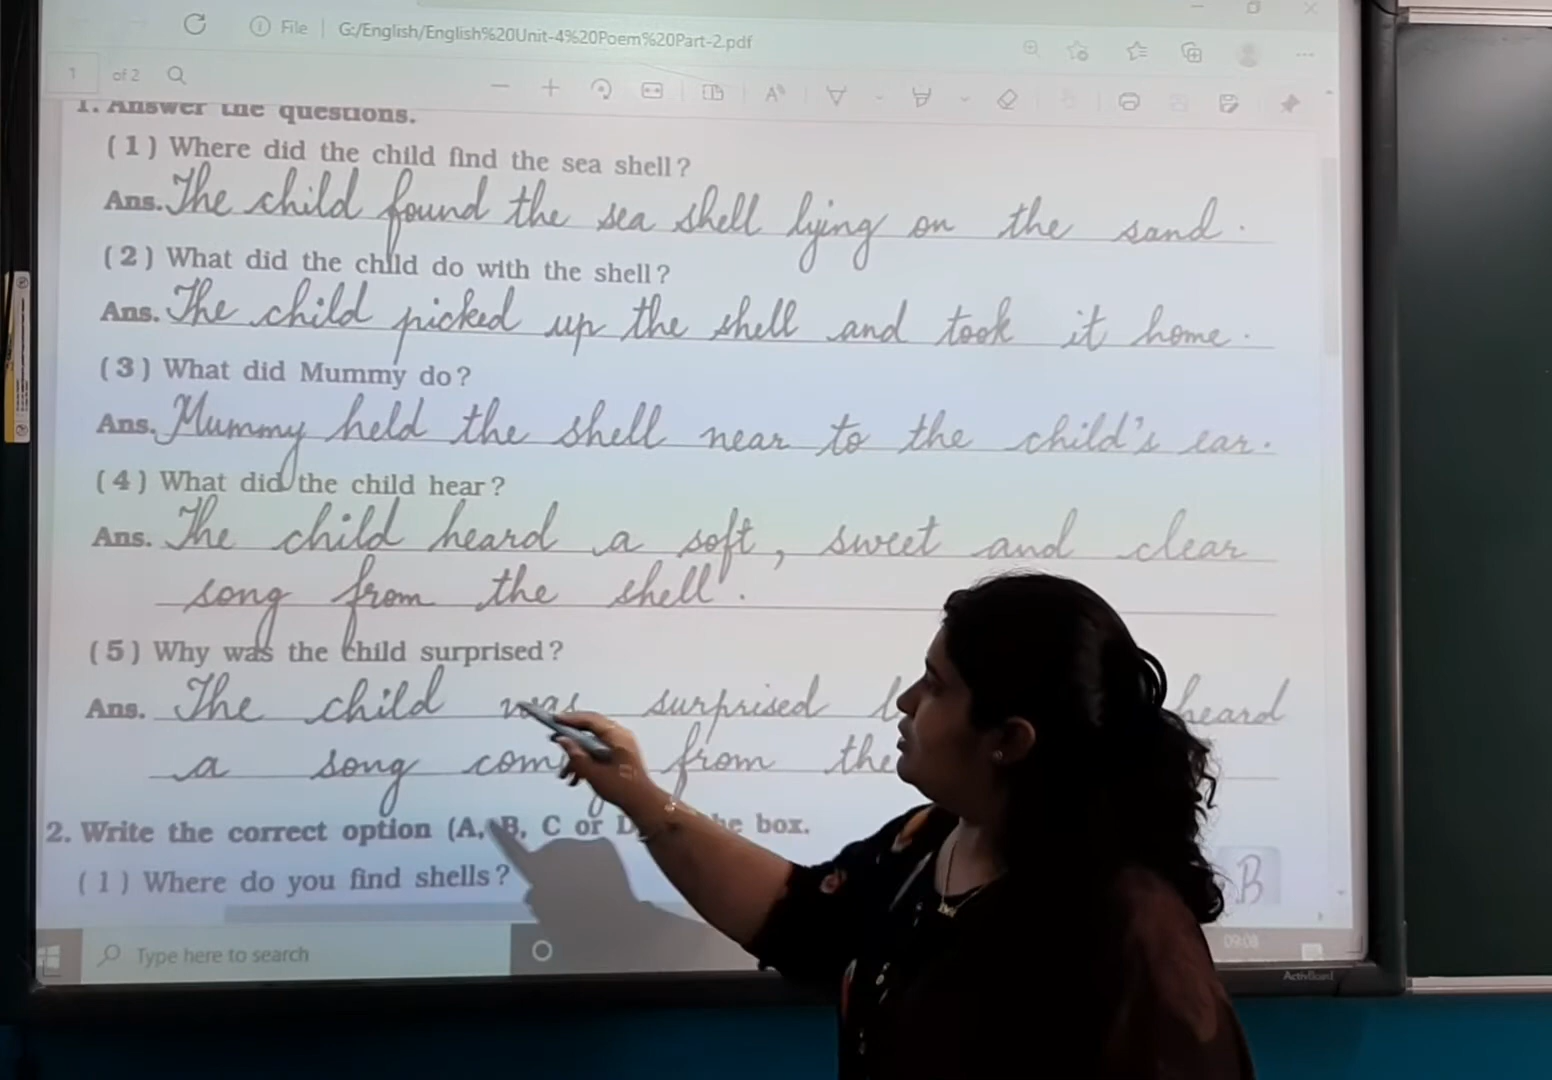 File | G:/English/English%20Unit-4%20Poem%20Part-2.pdf
1 of 2
1. Answer the questions.
(1) Where did the child find the sea shell?
Ans. The child found the sea shell lying on the sand.
(2) What did the child do with the shell?
Ans. The child picked up the shell and took it home.
(3) What did Mummy do?
Ans. Mummy held the shell near to the child's ear.
(4) What did the child hear?
Ans. The child heard a soft, sweet and clear
song from the shell.
(5) Why was the child surprised?
Ans. The child was surprised heard
a song from the
2. Write the correct option (A, B, C or D box.
(1) Where do you find shells? B
Type here to search 09:08
ActivBoard